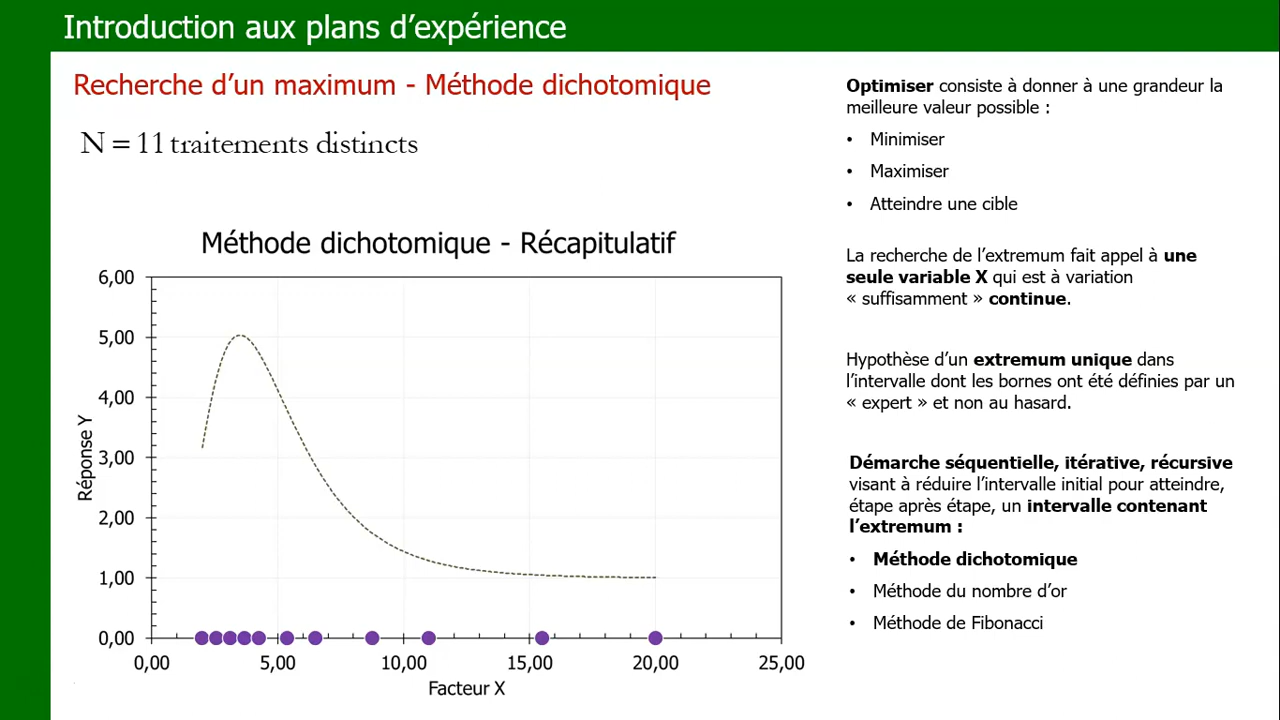 Introduction aux plans d’expérience
Recherche d’un maximum - Méthode dichotomique
N = 11 traitements distincts
Méthode dichotomique - Récapitulatif
6,00
5,00
4,00
3,00
2,00
1,00
0,00
Réponse Y
0,00 5,00 10,00 15,00 20,00 25,00
Facteur X
Optimiser consiste à donner à une grandeur la
meilleure valeur possible :
• Minimiser
• Maximiser
• Atteindre une cible
La recherche de l’extremum fait appel à une
seule variable X qui est à variation
« suffisamment » continue.
Hypothèse d’un extremum unique dans
l’intervalle dont les bornes ont été définies par un
« expert » et non au hasard.
Démarche séquentielle, itérative, récursive
visant à réduire l’intervalle initial pour atteindre,
étape après étape, un intervalle contenant
l’extremum :
• Méthode dichotomique
• Méthode du nombre d’or
• Méthode de Fibonacci